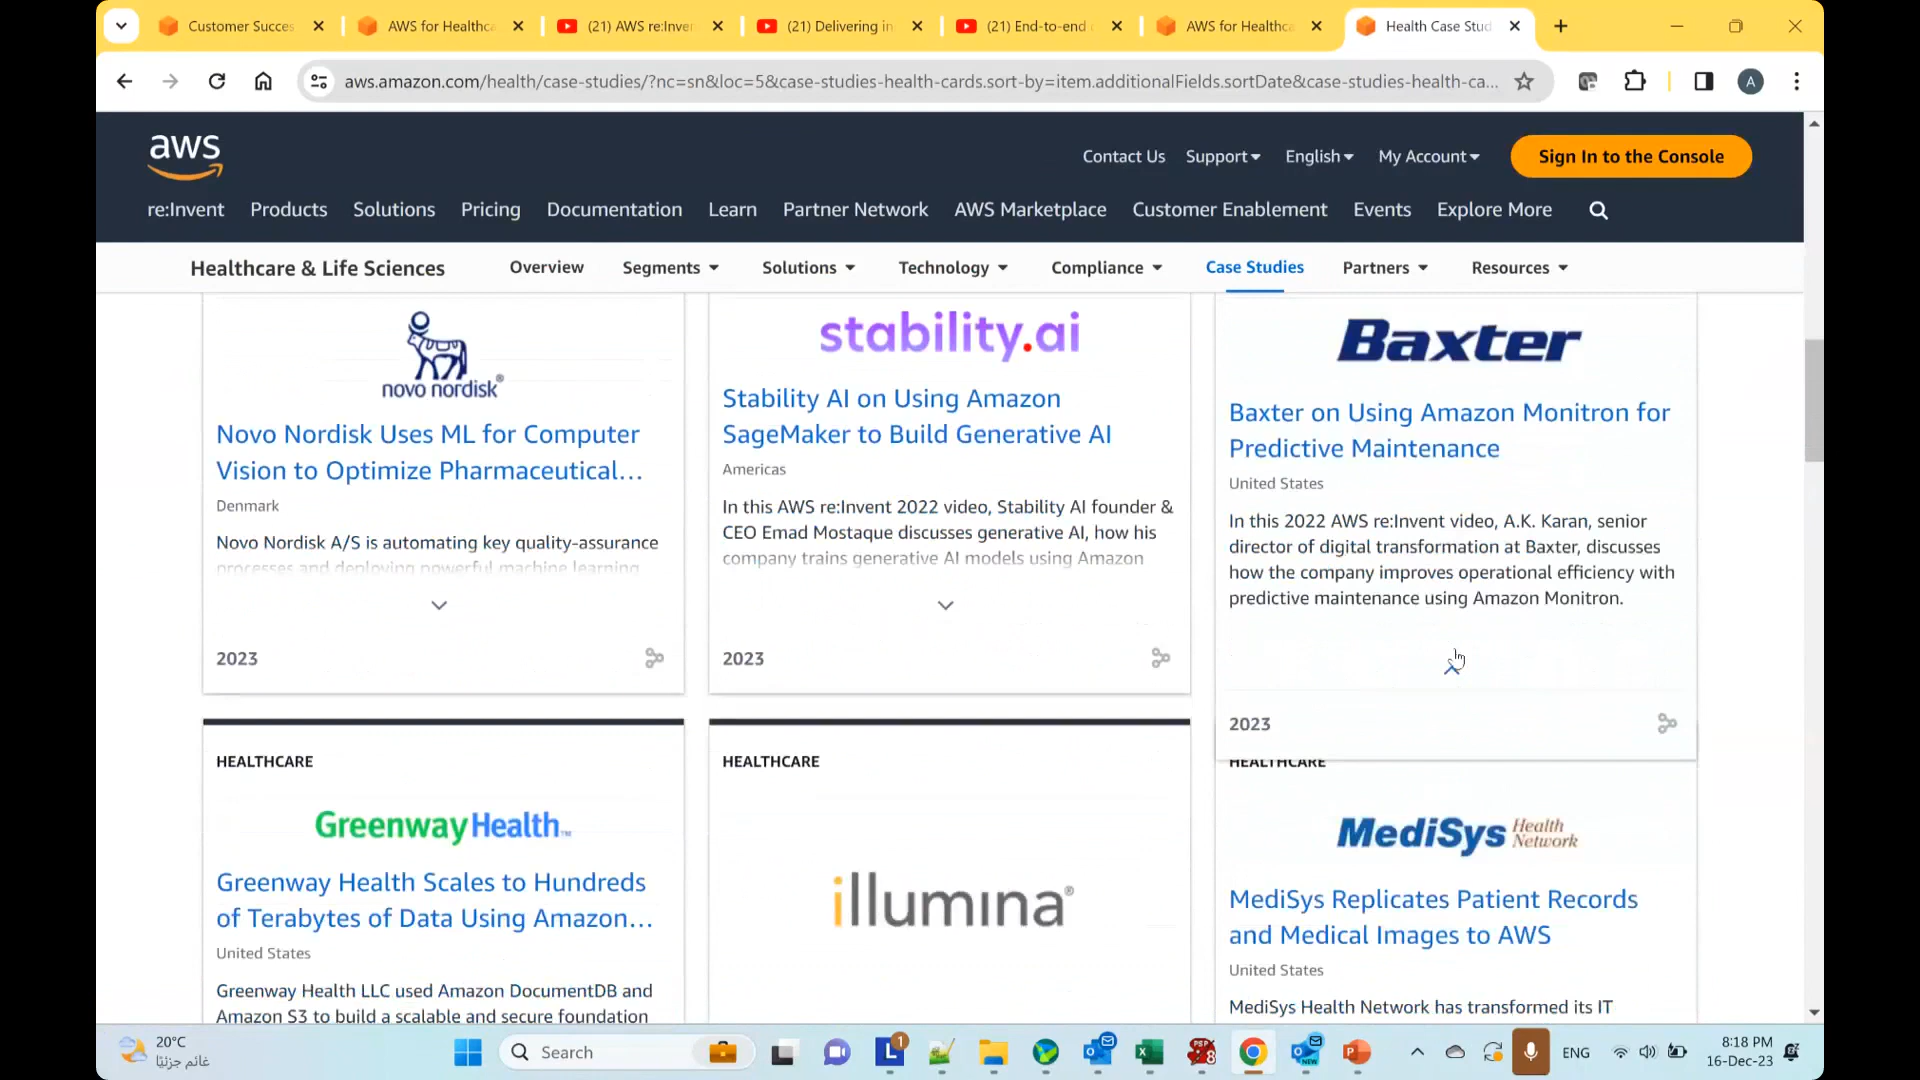 Customer Succes
AWS for Healthca
(21) AWS re:Inver
(21) Delivering in
(21) End-to-end
AWS for Healthca
Health Case Stud
aws.amazon.com/health/case-studies/?nc=sn&loc=5&case-studies-health-cards.sort-by=item.additionalFields.sortDate&case-studies-health-ca...
A
aws
Contact Us Support English My Account Sign In to the Console
re:Invent Products Solutions Pricing Documentation Learn Partner Network AWS Marketplace Customer Enablement Events Explore More
Healthcare & Life Sciences Overview Segments Solutions Technology Compliance Case Studies Partners Resources
novo nordisk®
Novo Nordisk Uses ML for Computer
Vision to Optimize Pharmaceutical...
Denmark
Novo Nordisk A/S is automating key quality-assurance
processes and deploying powerful machine learning
2023
stability.ai
Stability AI on Using Amazon
SageMaker to Build Generative AI
Americas
In this AWS re:Invent 2022 video, Stability AI founder &
CEO Emad Mostaque discusses generative AI, how his
company trains generative AI models using Amazon
2023
Baxter
Baxter on Using Amazon Monitron for
Predictive Maintenance
United States
In this 2022 AWS re:Invent video, A.K. Karan, senior
director of digital transformation at Baxter, discusses
how the company improves operational efficiency with
predictive maintenance using Amazon Monitron.
2023
HEALTHCARE
Greenway Health™
Greenway Health Scales to Hundreds
of Terabytes of Data Using Amazon...
United States
Greenway Health LLC used Amazon DocumentDB and
Amazon S3 to build a scalable and secure foundation
HEALTHCARE
illumina®
HEALTHCARE
MediSys Health Network
MediSys Replicates Patient Records
and Medical Images to AWS
United States
MediSys Health Network has transformed its IT
20°C
غائم جزئيًا
Search
L
1
NEW
8
ENG
8:18 PM
16-Dec-23